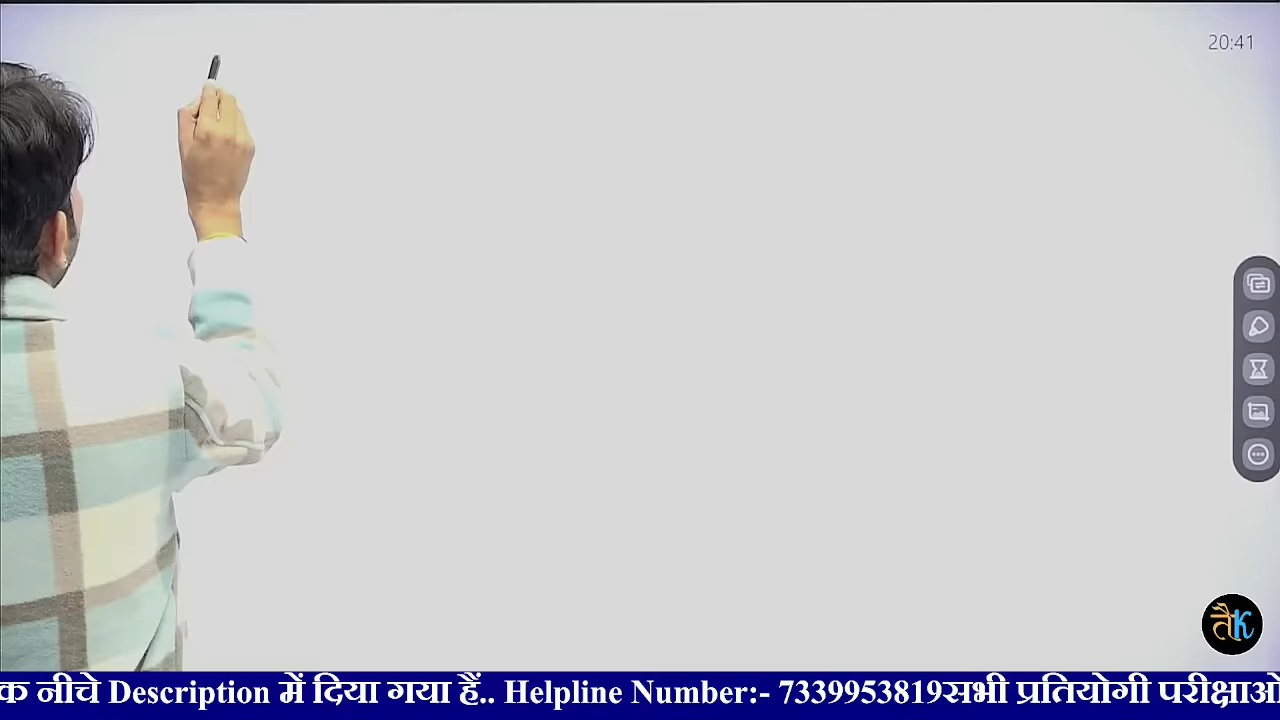 20:41
तैK
क नीचे Description में दिया गया हैं.. Helpline Number:- 7339953819सभी प्रतियोगी परीक्षाओ